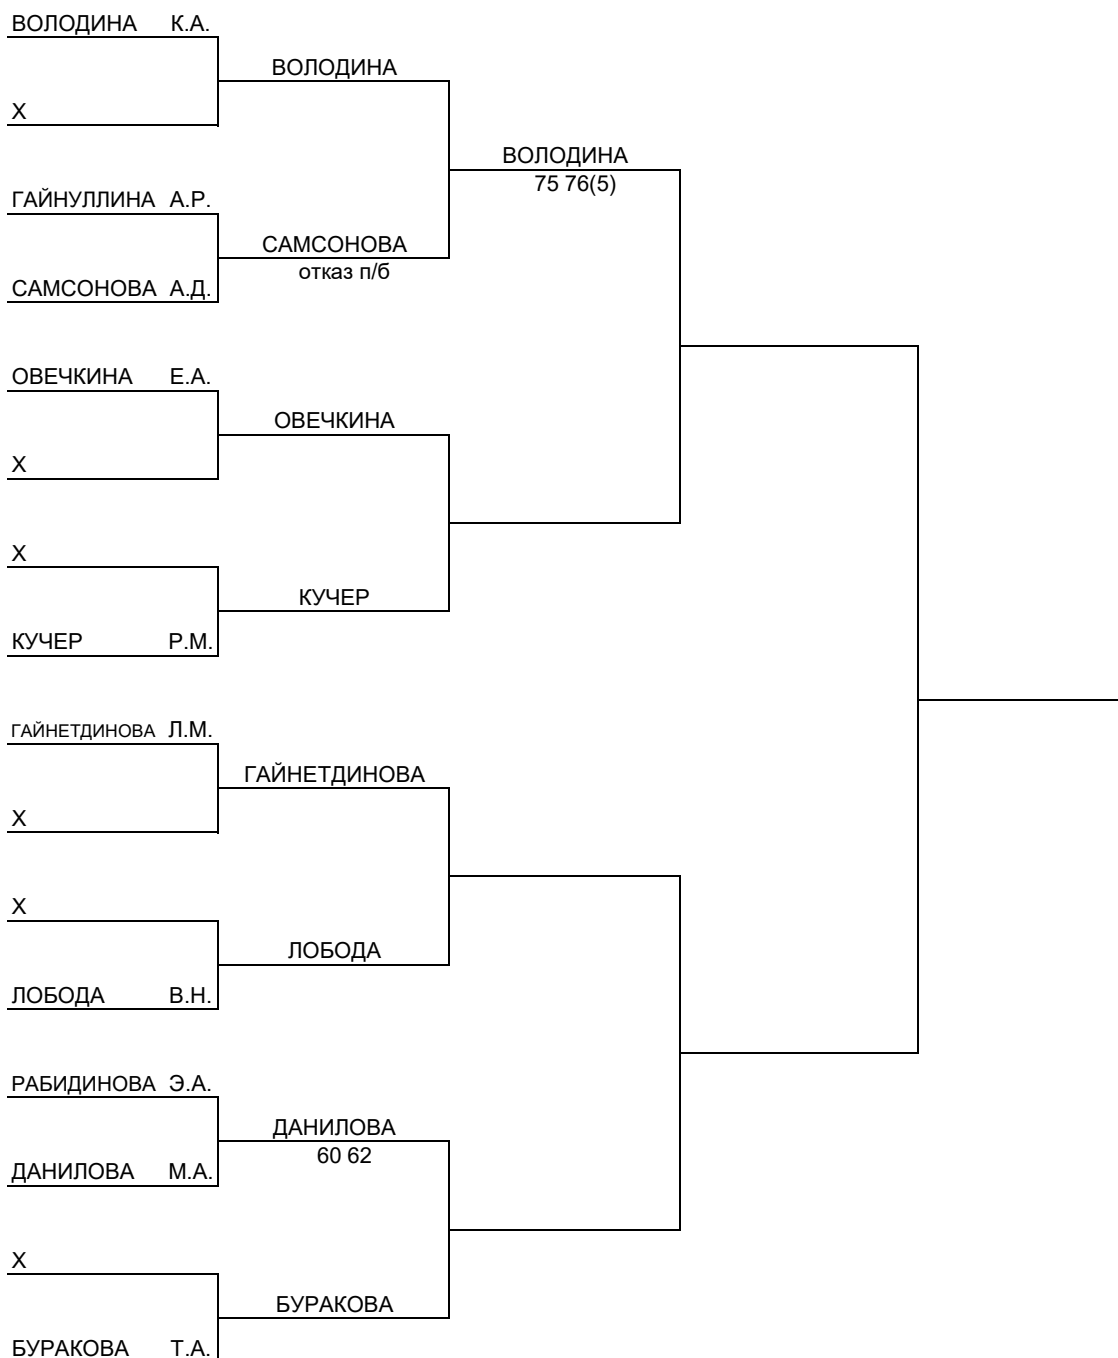 ВОЛОДИНА К.А.
ВОЛОДИНА
X
ВОЛОДИНА
75 76(5)
ГАЙНУЛЛИНА А.Р.
САМСОНОВА
отказ п/б
САМСОНОВА А.Д.
ОВЕЧКИНА Е.А.
ОВЕЧКИНА
X
X
КУЧЕР
КУЧЕР Р.М.
ГАЙНЕТДИНОВА Л.М.
ГАЙНЕТДИНОВА
X
X
ЛОБОДА
ЛОБОДА В.Н.
РАБИДИНОВА Э.А.
ДАНИЛОВА
60 62
ДАНИЛОВА М.А.
X
БУРАКОВА
БУРАКОВА Т.А.